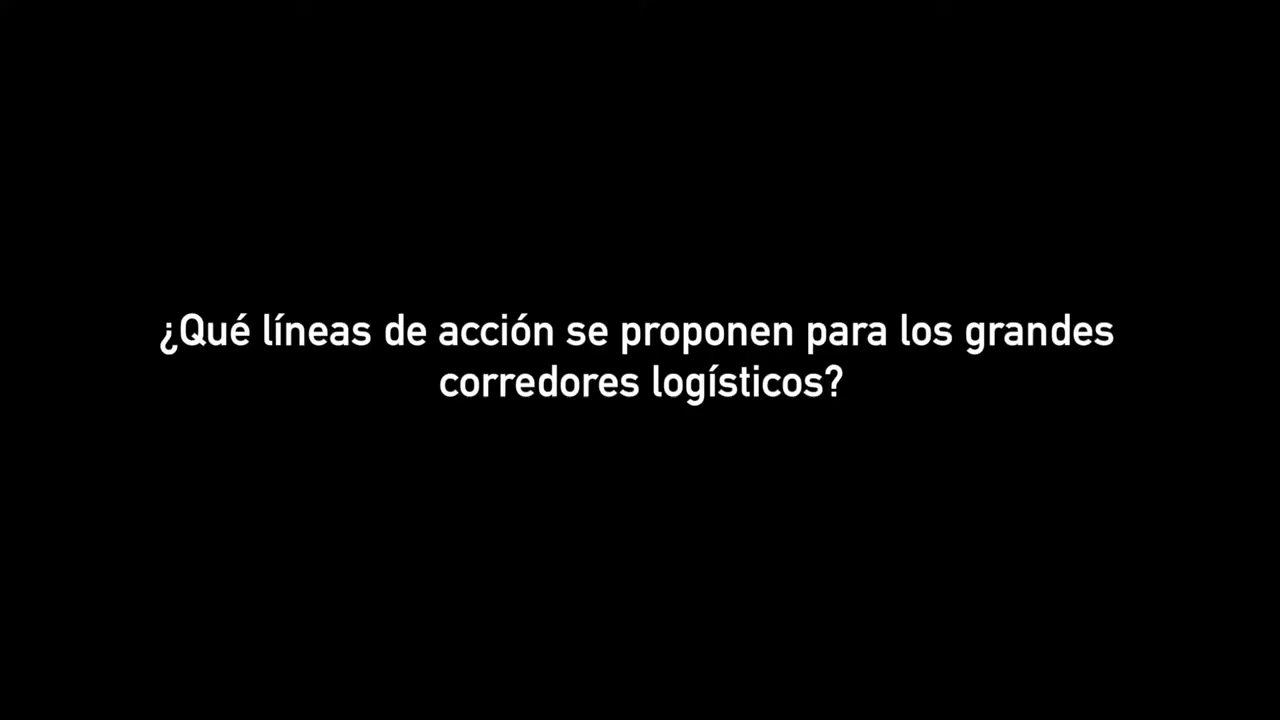 ¿Qué líneas de acción se proponen para los grandes
corredores logísticos?